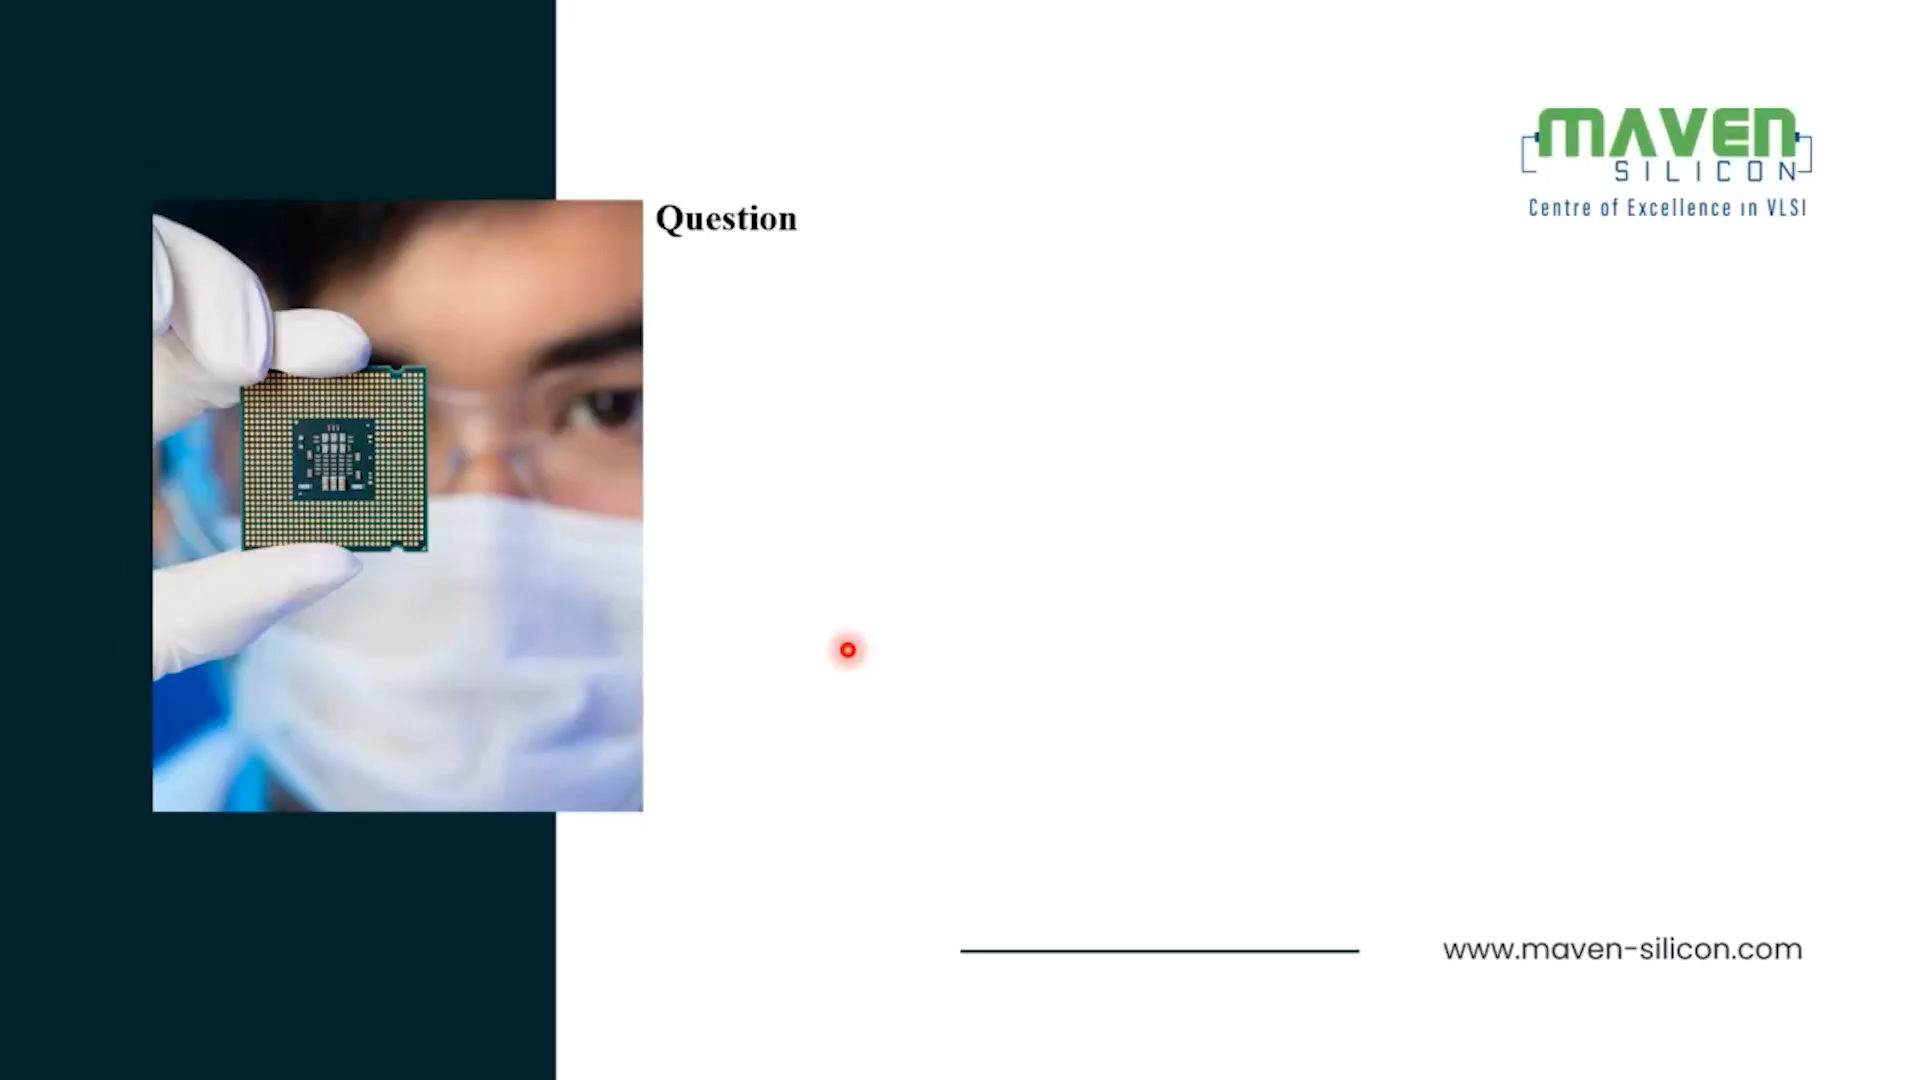 MAVEN
SILICON
Centre of Excellence in VLSI
Question
www.maven-silicon.com